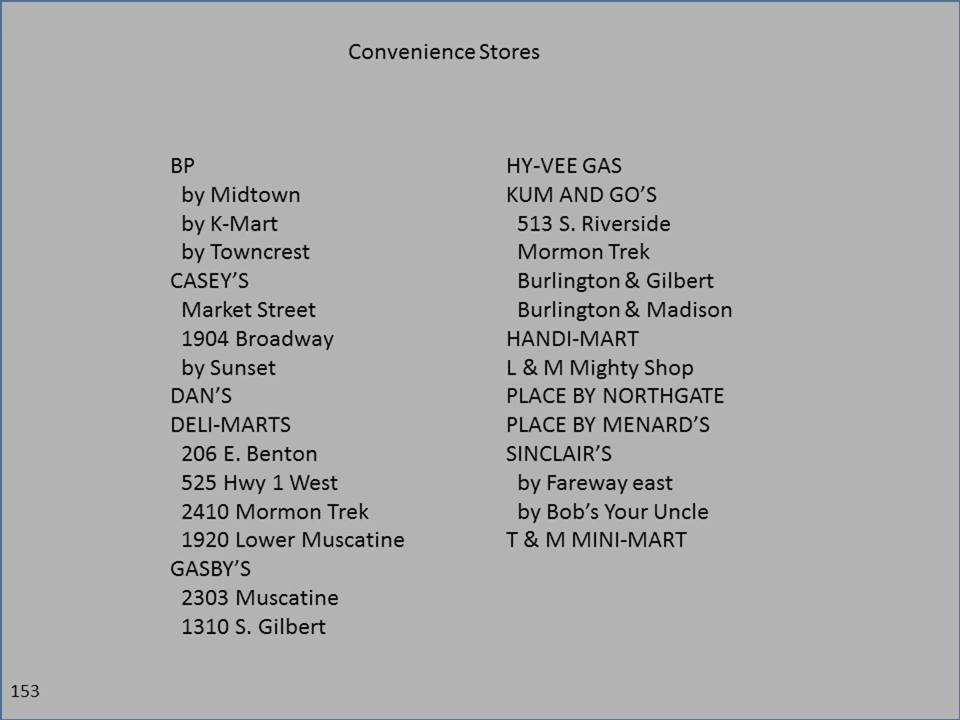 Convenience Stores
BP
by Midtown
by K-Mart
by Towncrest
CASEY’S
Market Street
1904 Broadway
by Sunset
DAN’S
DELI-MARTS
206 E. Benton
525 Hwy 1 West
2410 Mormon Trek
1920 Lower Muscatine
GASBY’S
2303 Muscatine
1310 S. Gilbert
HY-VEE GAS
KUM AND GO’S
513 S. Riverside
Mormon Trek
Burlington & Gilbert
Burlington & Madison
HANDI-MART
L & M Mighty Shop
PLACE BY NORTHGATE
PLACE BY MENARD’S
SINCLAIR’S
by Fareway east
by Bob’s Your Uncle
T & M MINI-MART
153